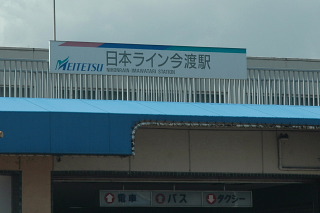 MEITETSU 日本ライン今渡駅
NIHONRAIN IMAWATARI STATION
電車 バス タクシー